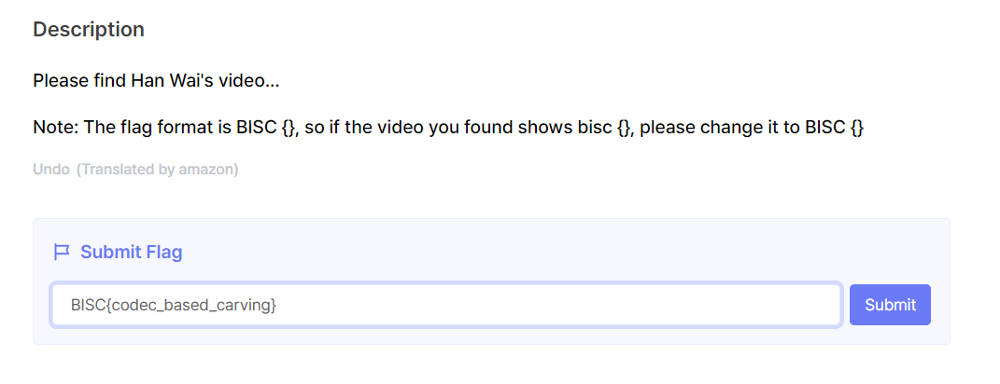 Description
Please find Han Wai's video...
Note: The flag format is BISC {}, so if the video you found shows bisc {}, please change it to BISC {}
Undo (Translated by amazon)
Submit Flag
BISC{codec_based_carving}
Submit